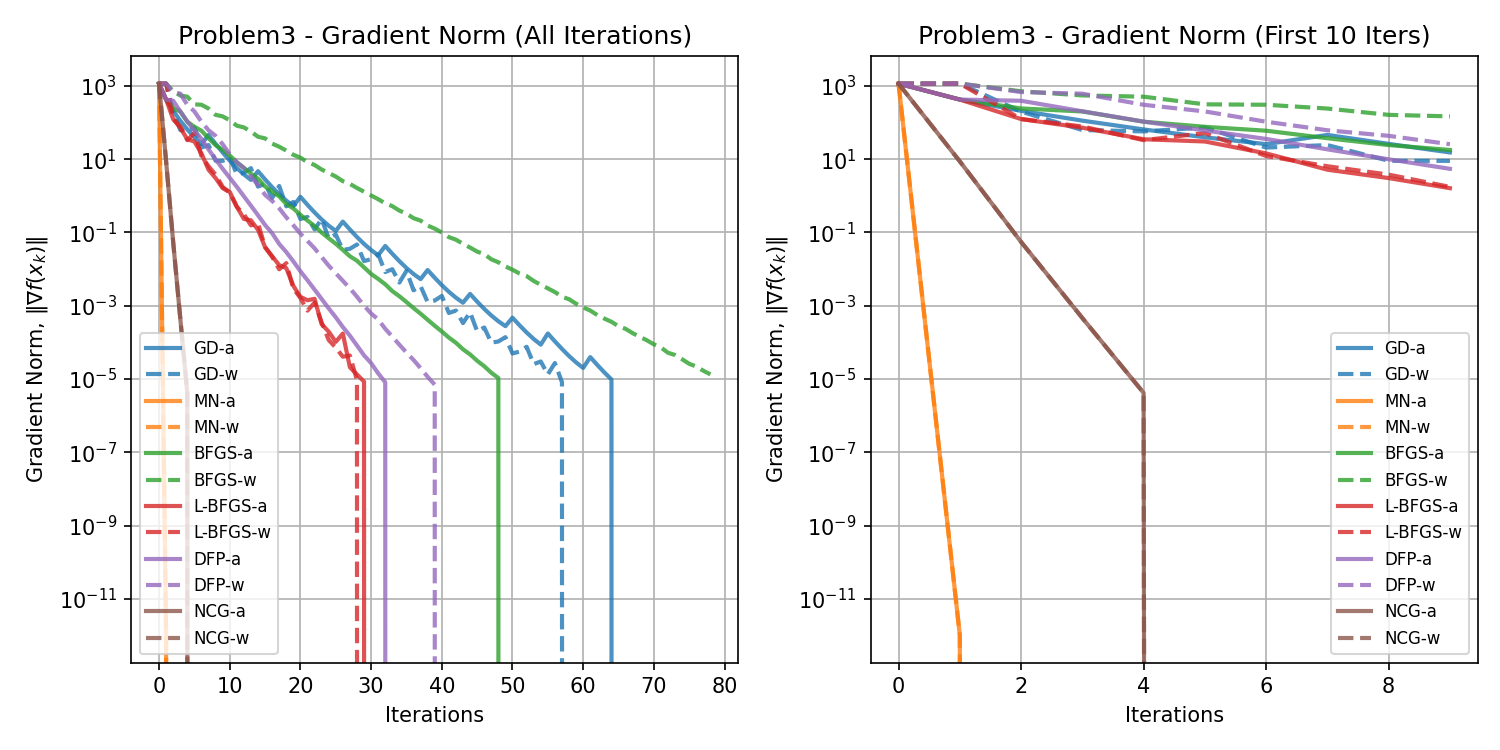 Problem3 - Gradient Norm (All Iterations)
Gradient Norm, ‖∇f(x_k)‖
10^3
10^1
10^-1
10^-3
10^-5
10^-7
10^-9
10^-11
GD-a
GD-w
MN-a
MN-w
BFGS-a
BFGS-w
L-BFGS-a
L-BFGS-w
DFP-a
DFP-w
NCG-a
NCG-w
0 10 20 30 40 50 60 70 80
Iterations
Problem3 - Gradient Norm (First 10 Iters)
Gradient Norm, ‖∇f(x_k)‖
10^3
10^1
10^-1
10^-3
10^-5
10^-7
10^-9
10^-11
GD-a
GD-w
MN-a
MN-w
BFGS-a
BFGS-w
L-BFGS-a
L-BFGS-w
DFP-a
DFP-w
NCG-a
NCG-w
0 2 4 6 8
Iterations